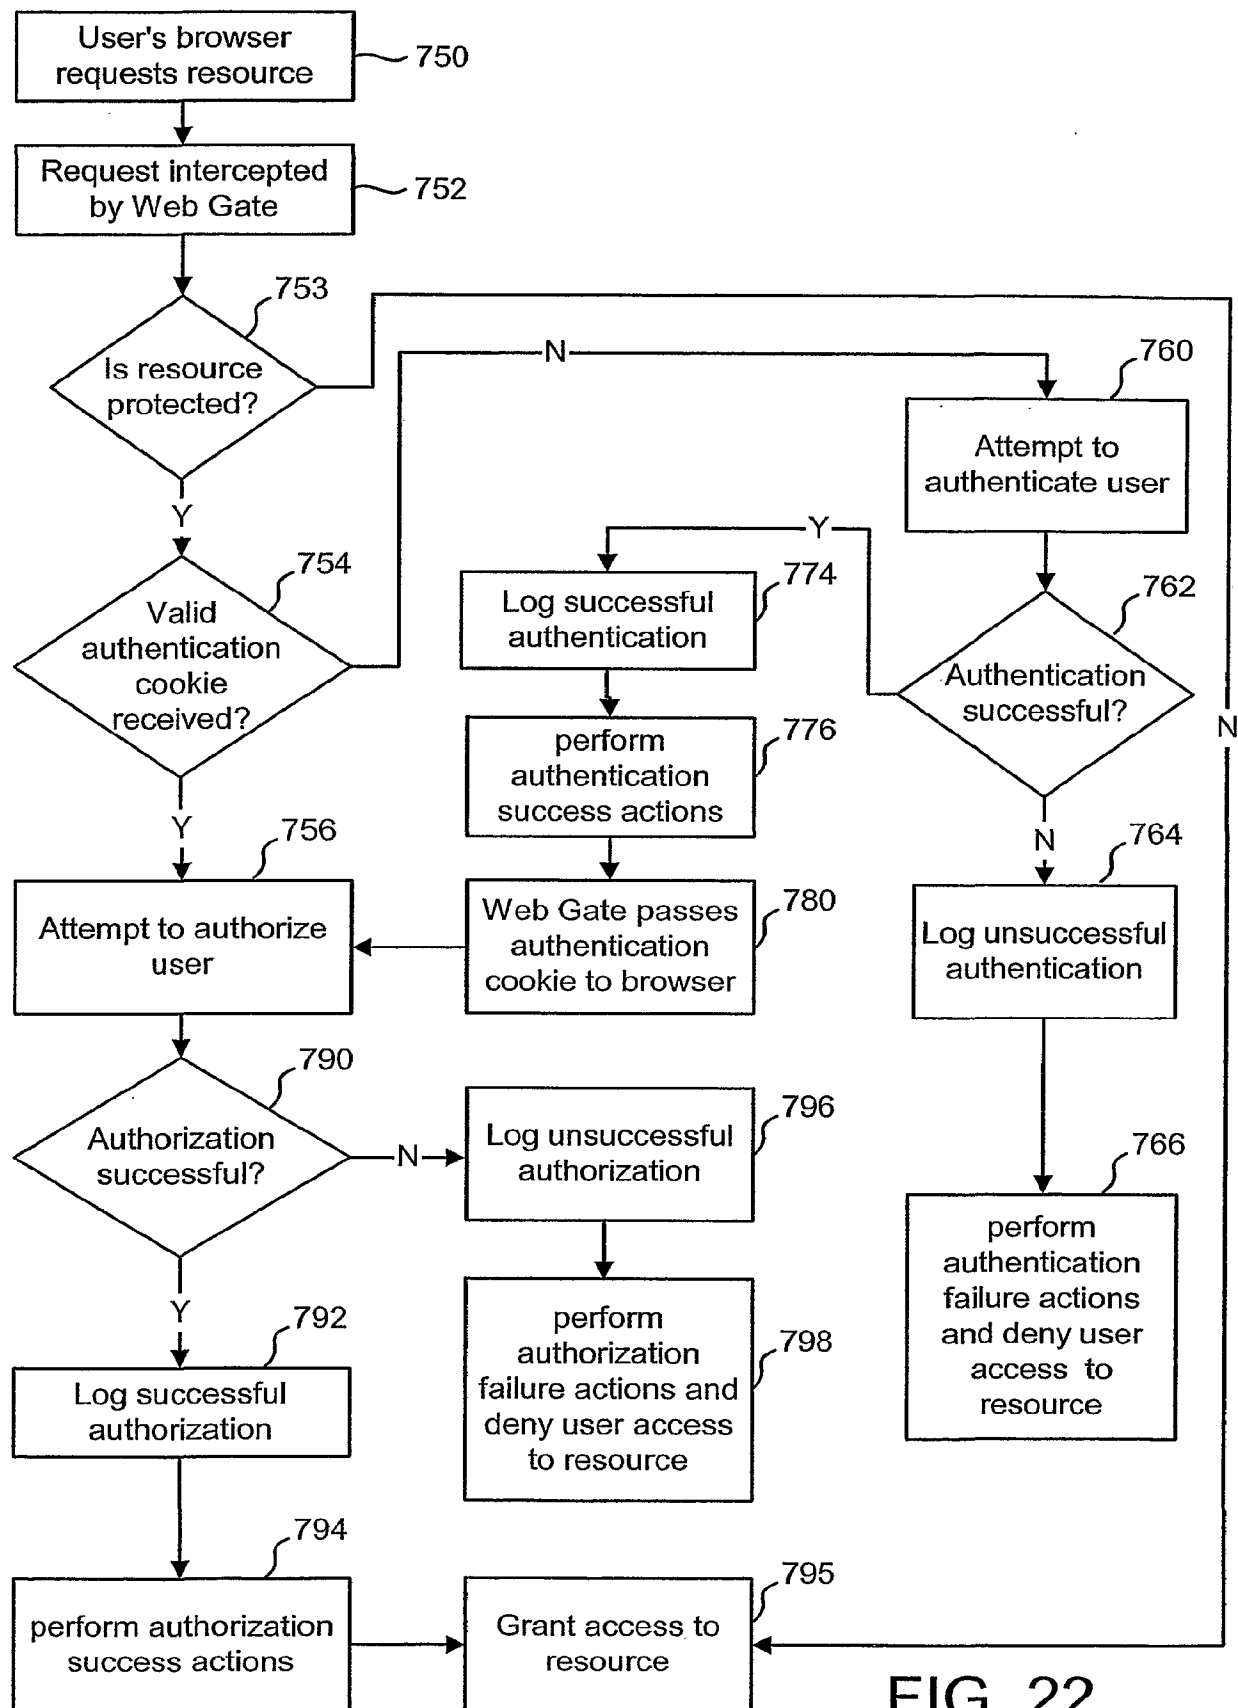 User's browser
requests resource
750
Request intercepted
by Web Gate
752
753
Is resource
protected?
N
760
Attempt to
authenticate user
Y
Y
754
Valid
authentication
cookie
received?
774
Log successful
authentication
762
Authentication
successful?
N
776
perform
authentication
success actions
Y
756
N
764
Attempt to authorize
user
780
Web Gate passes
authentication
cookie to browser
Log unsuccessful
authentication
790
Authorization
successful?
N
796
Log unsuccessful
authorization
766
perform
authentication
failure actions
and deny user
access to
resource
Y
792
Log successful
authorization
798
perform
authorization
failure actions and
deny user access
to resource
794
perform authorization
success actions
795
Grant access to
resource
FIG. 22